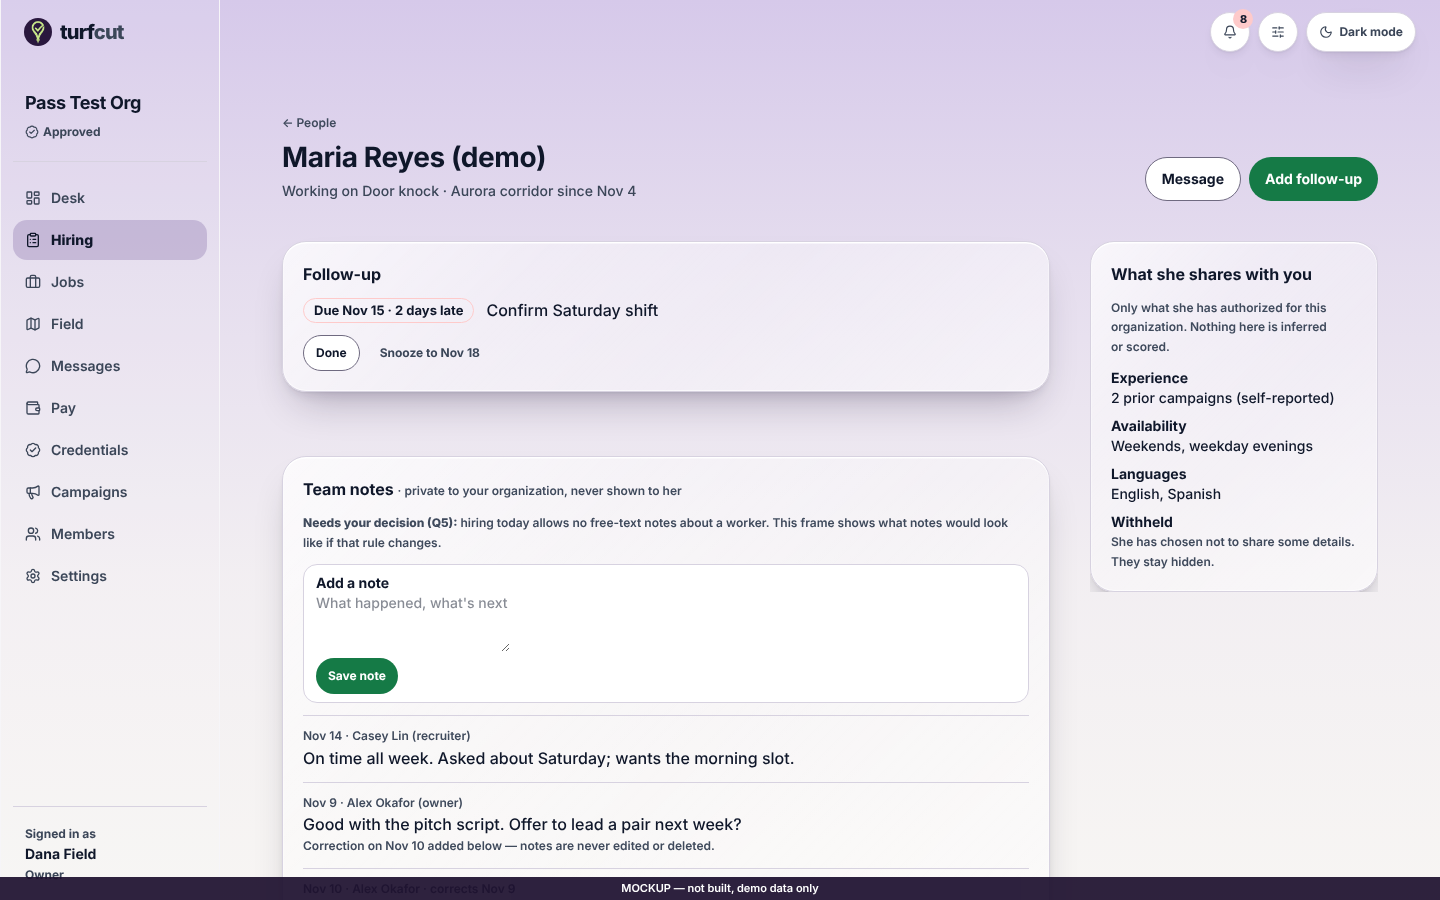 turfcut
8
Dark mode
Pass Test Org
Approved
Desk
Hiring
Jobs
Field
Messages
Pay
Credentials
Campaigns
Members
Settings
Signed in as
Dana Field
Owner
← People
Maria Reyes (demo)
Working on Door knock · Aurora corridor since Nov 4
Message
Add follow-up
Follow-up
Due Nov 15 · 2 days late
Confirm Saturday shift
Done
Snooze to Nov 18
Team notes · private to your organization, never shown to her
Needs your decision (Q5): hiring today allows no free-text notes about a worker. This frame shows what notes would look
like if that rule changes.
Add a note
What happened, what's next
Save note
Nov 14 · Casey Lin (recruiter)
On time all week. Asked about Saturday; wants the morning slot.
Nov 9 · Alex Okafor (owner)
Good with the pitch script. Offer to lead a pair next week?
Correction on Nov 10 added below — notes are never edited or deleted.
Nov 10 · Alex Okafor · corrects Nov 9
What she shares with you
Only what she has authorized for this
organization. Nothing here is inferred
or scored.
Experience
2 prior campaigns (self-reported)
Availability
Weekends, weekday evenings
Languages
English, Spanish
Withheld
She has chosen not to share some details.
They stay hidden.
MOCKUP — not built, demo data only